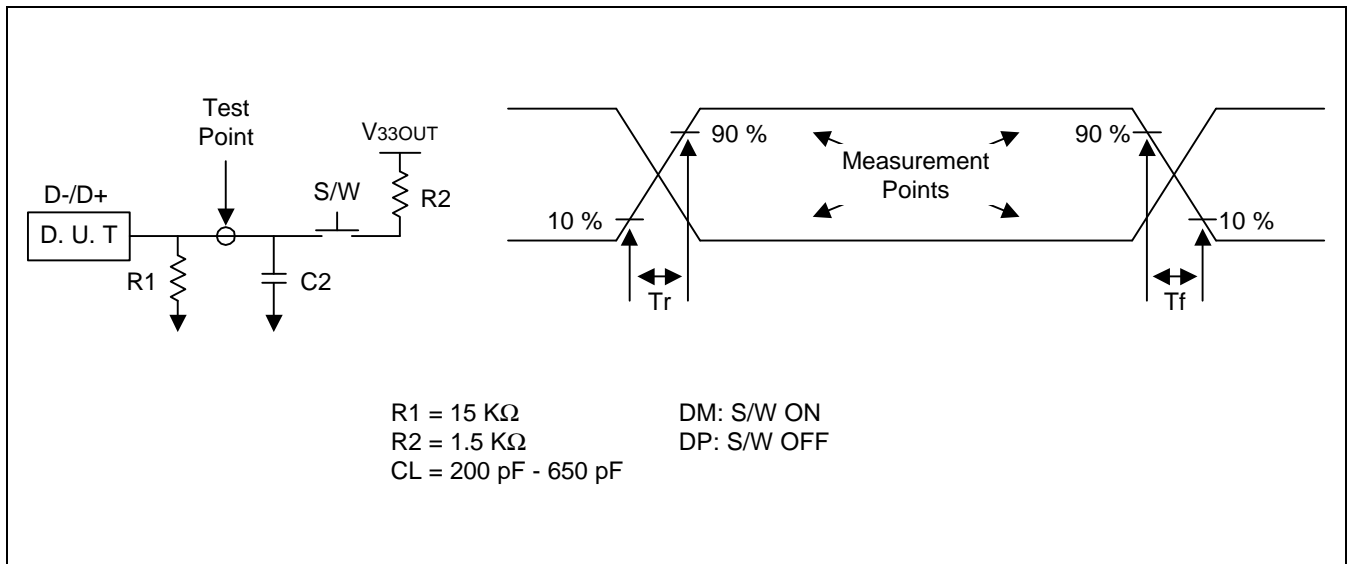 Test
Point
V33OUT
D-/D+
S/W
R2
D. U. T
R1
C2
90 %
10 %
Tr
Measurement
Points
90 %
10 %
Tf
R1 = 15 KΩ
R2 = 1.5 KΩ
CL = 200 pF - 650 pF
DM: S/W ON
DP: S/W OFF